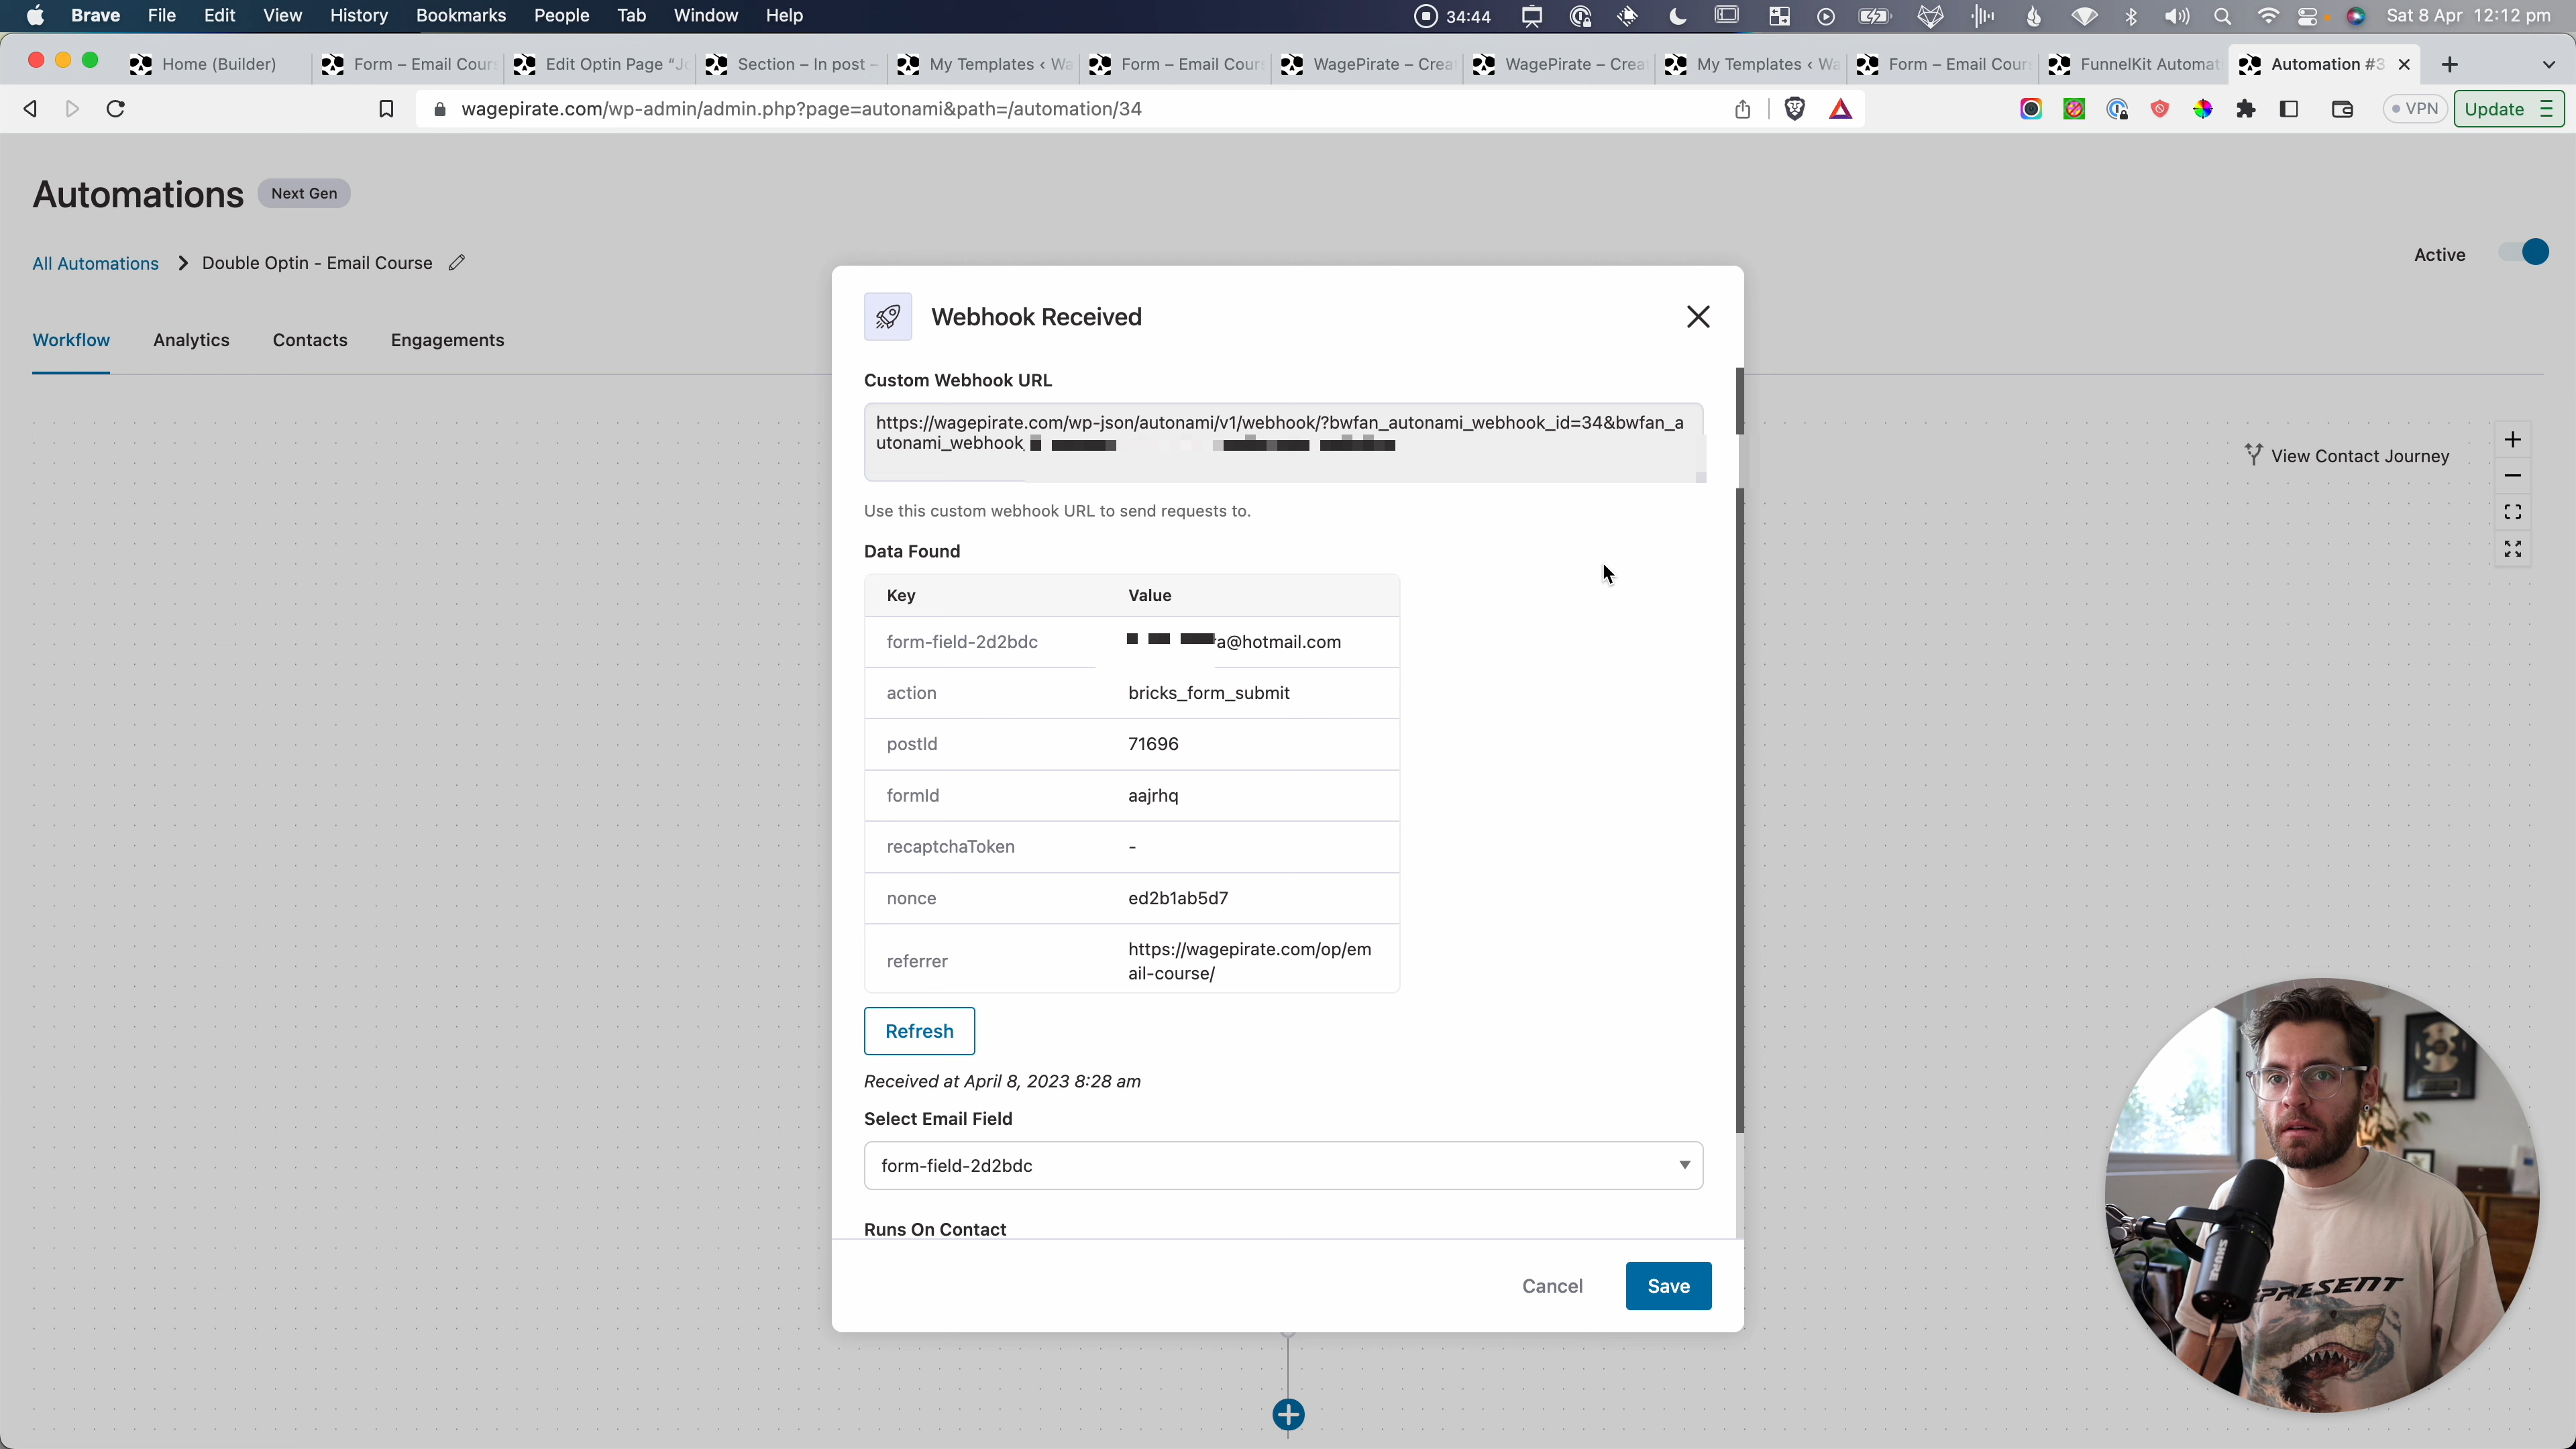 Brave File Edit View History Bookmarks People Tab Window Help 34:44 Sat 8 Apr 12:12 pm
Home (Builder) Form – Email Cour Edit Optin Page “J Section – In post - My Templates < Wa Form – Email Cour WagePirate – Crea WagePirate – Crea My Templates < Wa Form – Email Cour FunnelKit Automat Automation #3
wagepirate.com/wp-admin/admin.php?page=autonami&path=/automation/34 VPN Update
Automations Next Gen
All Automations > Double Optin - Email Course Active
Workflow Analytics Contacts Engagements
View Contact Journey
Webhook Received
Custom Webhook URL
https://wagepirate.com/wp-json/autonami/v1/webhook/?bwfan_autonami_webhook_id=34&bwfan_a
utonami_webhook_
Use this custom webhook URL to send requests to.
Data Found
Key Value
form-field-2d2bdc a@hotmail.com
action bricks_form_submit
postId 71696
formId aajrhq
recaptchaToken -
nonce ed2b1ab5d7
referrer https://wagepirate.com/op/em
ail-course/
Refresh
Received at April 8, 2023 8:28 am
Select Email Field
form-field-2d2bdc
Runs On Contact
Cancel Save
SHURE
REPRESENT